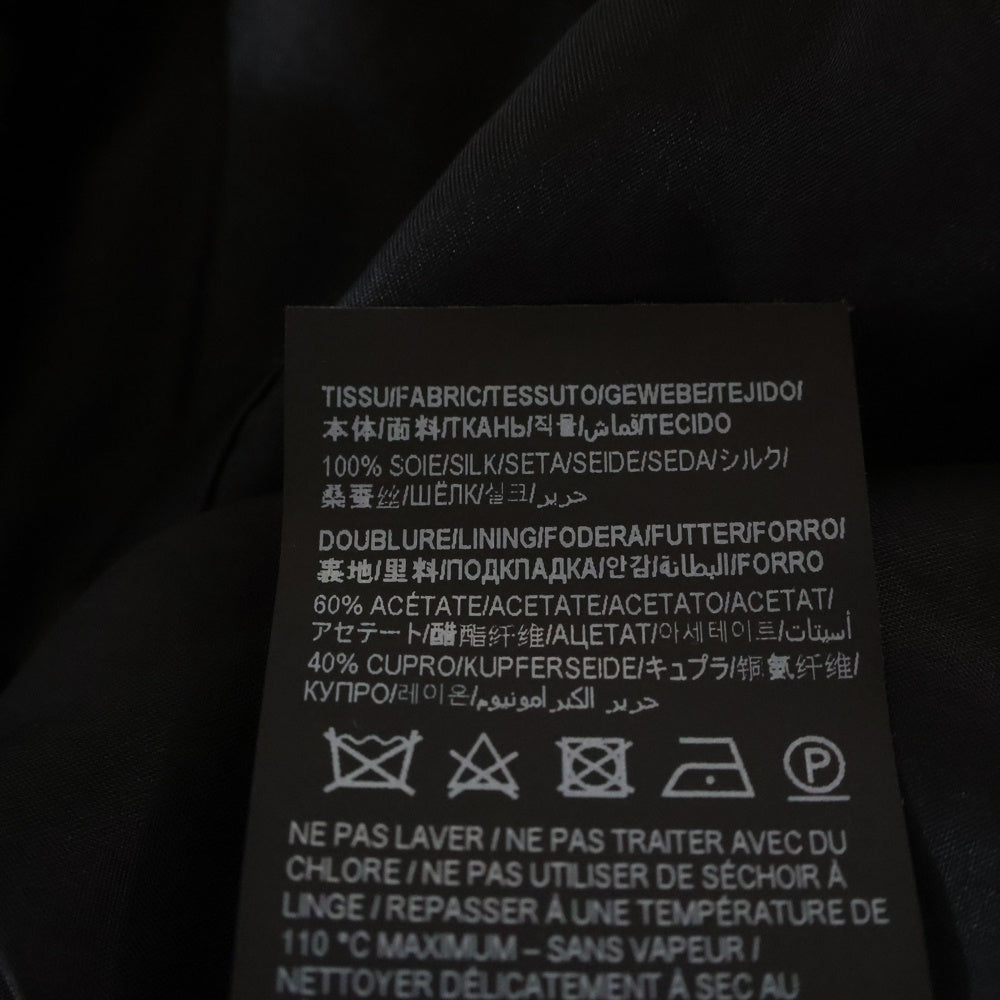 TISSU/FABRIC/TESSUTO/GEWEBE/TEJIDO/
本体/面料/ТКАНЬ/직물/قماش/TECIDO
100% SOIE/SILK/SETA/SEIDE/SEDA/シルク/
桑蚕丝/ШЁЛК/실크/حرير
DOUBLURE/LINING/FODERA/FUTTER/FORRO/
裏地/里料/ПОДКЛАДКА/안감/البطانة/FORRO
60% ACÉTATE/ACETATE/ACETATO/ACETAT/
アセテート/醋酯纤维/АЦЕТАТ/아세테이트/أسيتات
40% CUPRO/KUPFERSEIDE/キュプラ/铜氨纤维/
КУПРО/레이온/حرير الكبرامونيوم
P
NE PAS LAVER / NE PAS TRAITER AVEC DU
CHLORE / NE PAS UTILISER DE SÉCHOIR À
LINGE / REPASSER À UNE TEMPÉRATURE DE
110 °C MAXIMUM – SANS VAPEUR /
NETTOYER DÉLICATEMENT À SEC AU